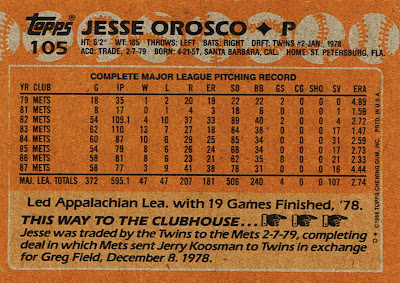 Topps
105
JESSE OROSCO P
HT: 6'2" WT: 185 THROWS: LEFT BATS: RIGHT DRFT: TWINS #2-JAN., 1978
ACQ: TRADE, 2-7-79 BORN: 4-21-57, SANTA BARBARA, CAL. HOME: ST. PETERSBURG, FLA.
COMPLETE MAJOR LEAGUE PITCHING RECORD
YR CLUB G IP W L R ER SO BB GS CG SHO SV ERA
79 METS 18 35 1 2 20 19 22 22 2 0 0 0 4.89
81 METS 8 17 0 1 4 3 18 6 0 0 0 1 1.59
82 METS 54 109.1 4 10 37 33 89 40 2 0 0 4 2.72
83 METS 62 110 13 7 27 18 84 38 0 0 0 17 1.47
84 METS 60 87 10 6 29 25 85 34 0 0 0 31 2.59
85 METS 54 79 8 6 26 24 68 34 0 0 0 17 2.73
86 METS 58 81 8 6 23 21 62 35 0 0 0 21 2.33
87 METS 58 77 3 9 41 38 78 31 0 0 0 16 4.44
MAJ. LEA. TOTALS 372 595.1 47 47 207 181 506 240 4 0 0 107 2.74
Led Appalachian Lea. with 19 Games Finished, '78.
THIS WAY TO THE CLUBHOUSE...
Jesse was traded by the Twins to the Mets 2-7-79, completing
deal in which Mets sent Jerry Koosman to Twins in exchange
for Greg Field, December 8. 1978.
D* © 1988 TOPPS CHEWING GUM, INC. PRTD. IN U.S.A.